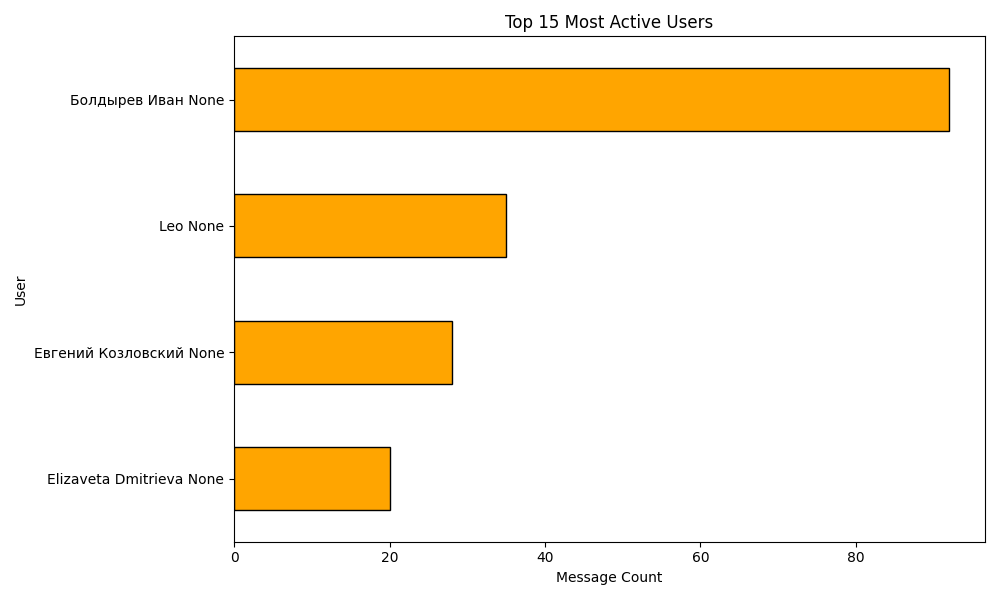 Top 15 Most Active Users
User
Болдырев Иван None
Leo None
Евгений Козловский None
Elizaveta Dmitrieva None
0 20 40 60 80
Message Count